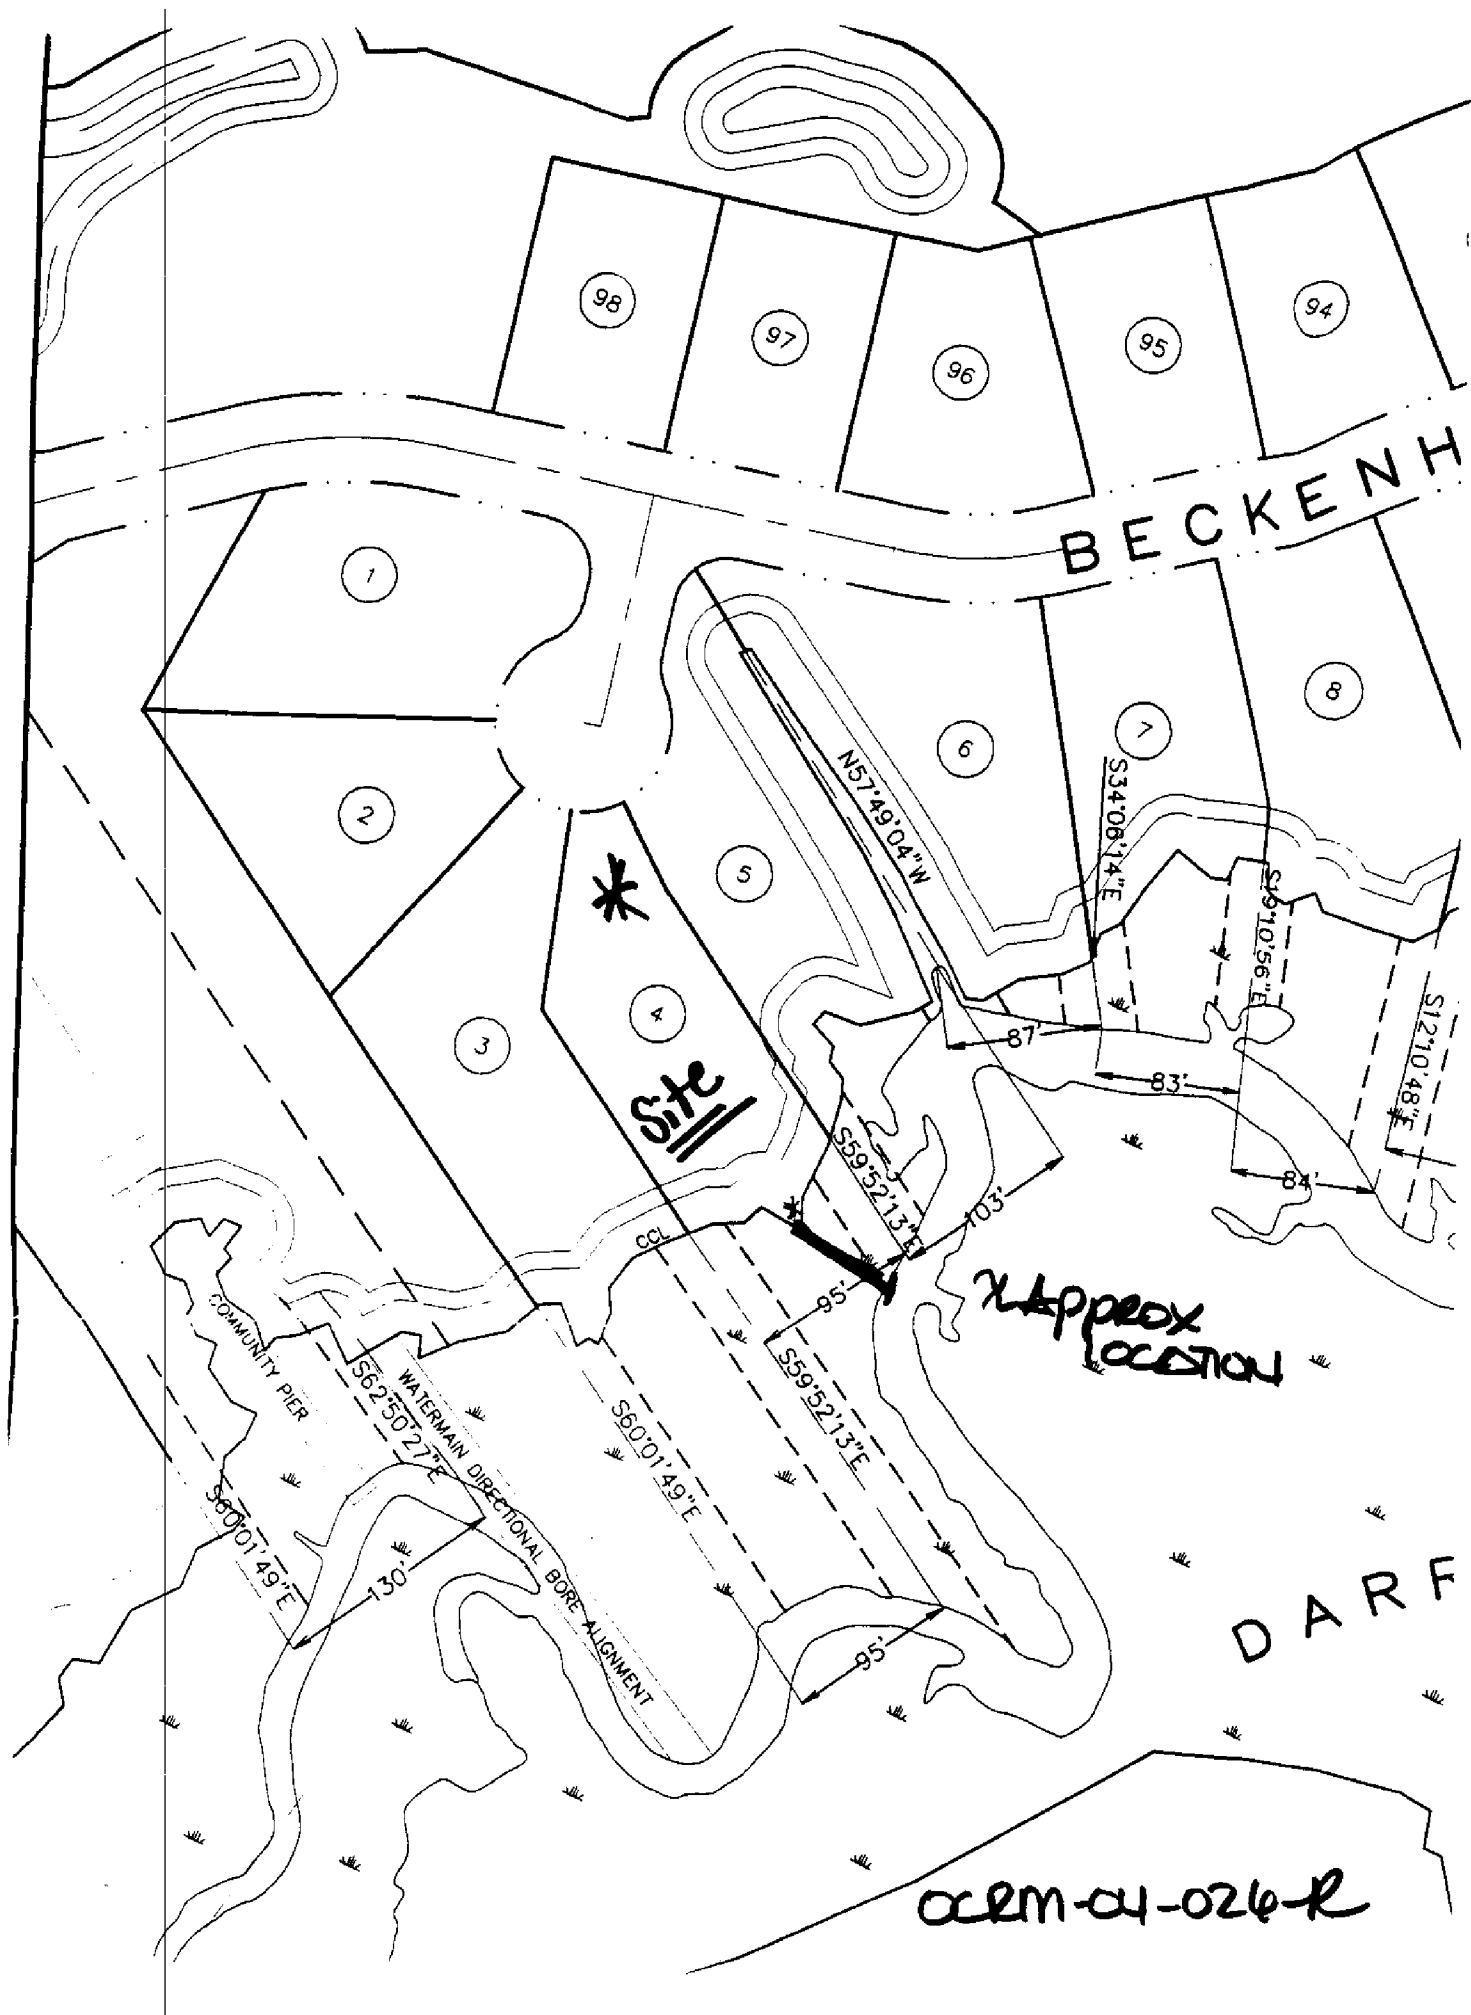 98
97
96
95
94
BECKENH
1
2
3
4
5
6
7
8
N57°49'04"W
S34°06'14"E
S19°10'56"E
S12°10'48"E
87'
83'
84'
103'
95'
S59°52'13"E
Site
CCL
APPROX
LOCATION
COMMUNITY PIER
S62°50'27"E
WATERMAIN DIRECTIONAL BORE ALIGNMENT
S60°01'49"E
S59°52'13"E
S60°01'49"E
130'
95'
DARF
OCRM-04-026-R